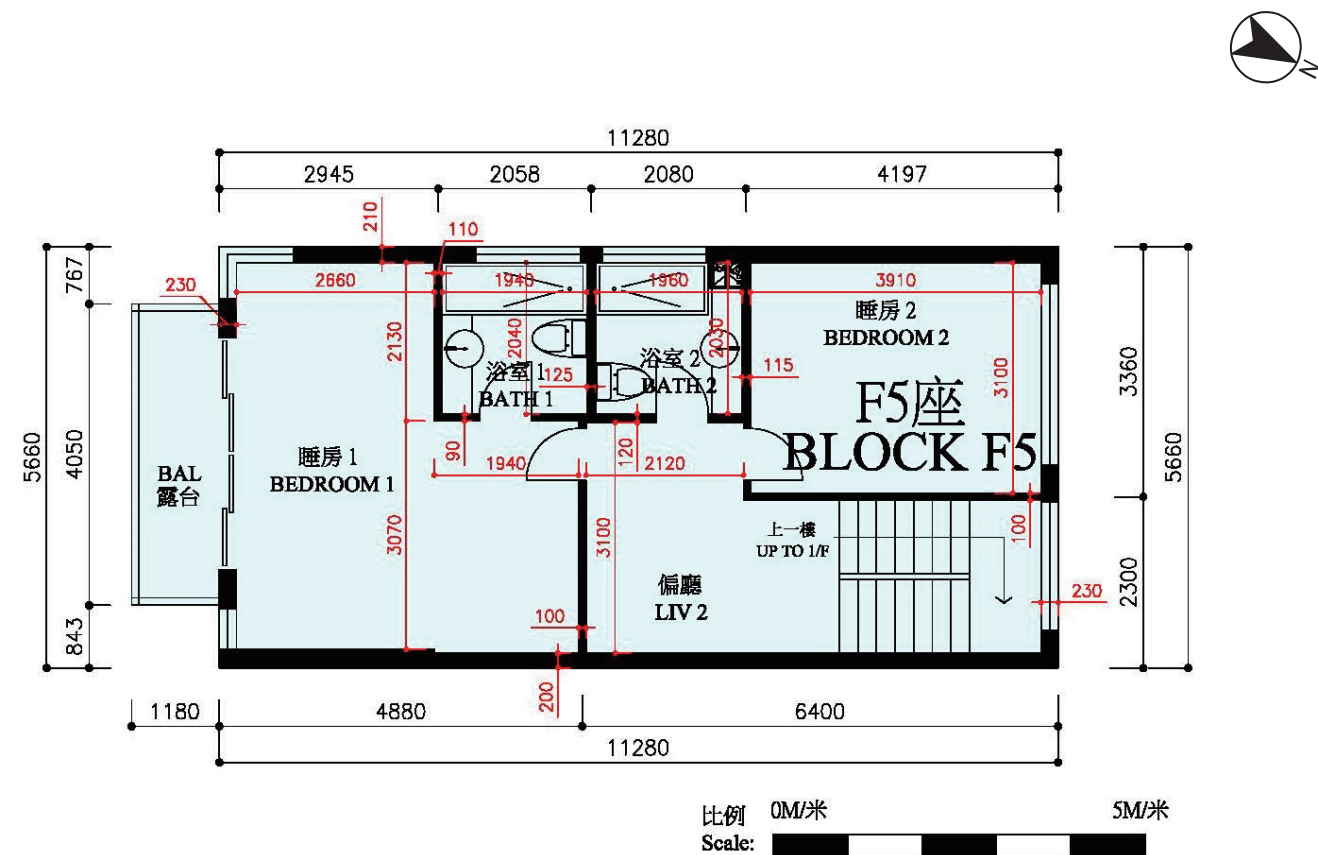 N
11280
2945 2058 2080 4197
210
110
767
230
2660
1940
1960
3910
2130
2040
2030
3100
睡房 2
BEDROOM 2
浴室 1
BATH 1
浴室 2
BATH 2
125
115
3360
F5座
BLOCK F5
5660
4050
BAL
露台
睡房 1
BEDROOM 1
90
1940
120
2120
5660
3070
3100
上一樓
UP TO 1/F
100
偏廳
LIV 2
100
230
2300
843
200
1180 4880 6400
11280
比例 0M/米 5M/米
Scale: